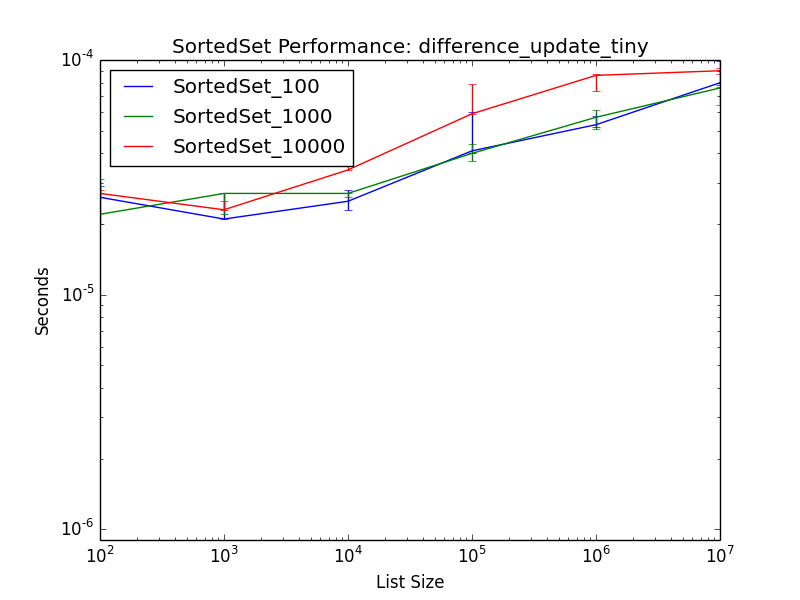 SortedSet Performance: difference_update_tiny
10^-4
SortedSet_100
SortedSet_1000
SortedSet_10000
10^-5
Seconds
10^-6
10^2 10^3 10^4 10^5 10^6 10^7
List Size